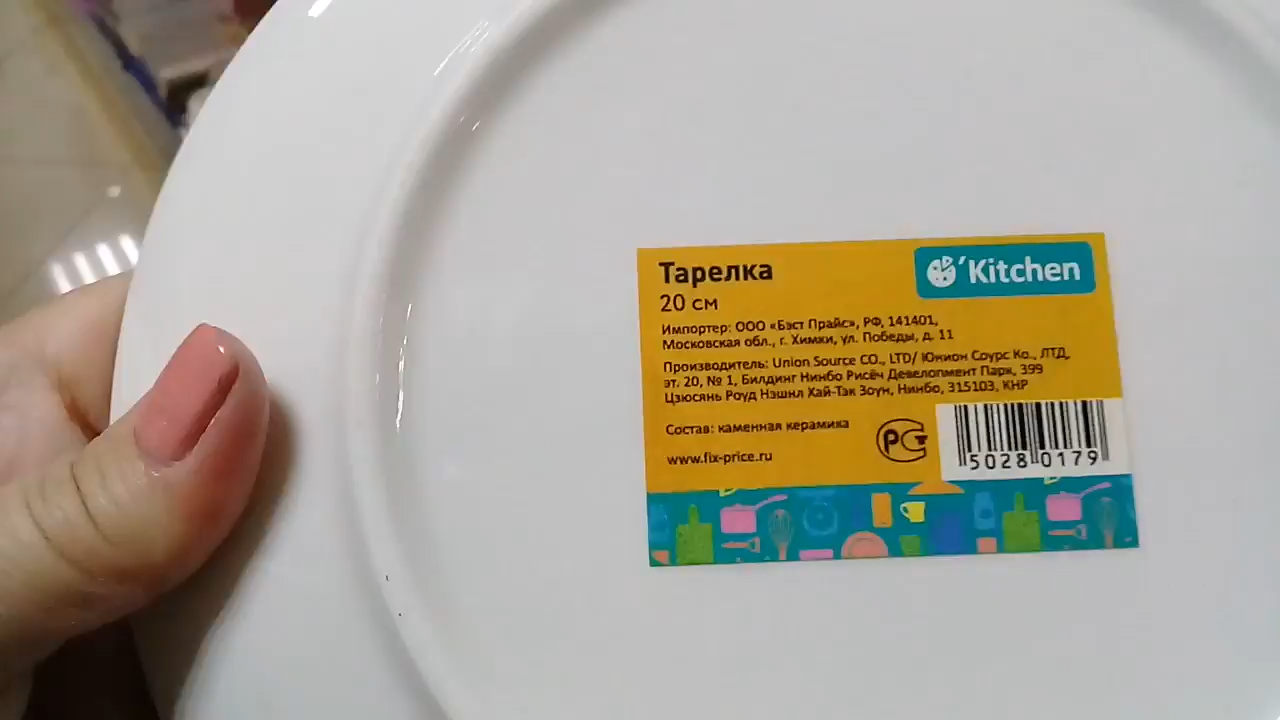 Тарелка
'Kitchen
20 см
Импортер: ООО «Бэст Прайс», РФ, 141401,
Московская обл., г. Химки, ул. Победы, д. 11
Производитель: Union Source CO., LTD/ Юнион Соурс Ко., ЛТД,
эт. 20, № 1, Билдинг Нинбо Рисёч Девелопмент Парк, 399
Цзюсянь Роуд Нэшнл Хай-Так Зоун, Нинбо, 315103, КНР
Состав: каменная керамика
РСТ
www.fix-price.ru
5028 0179